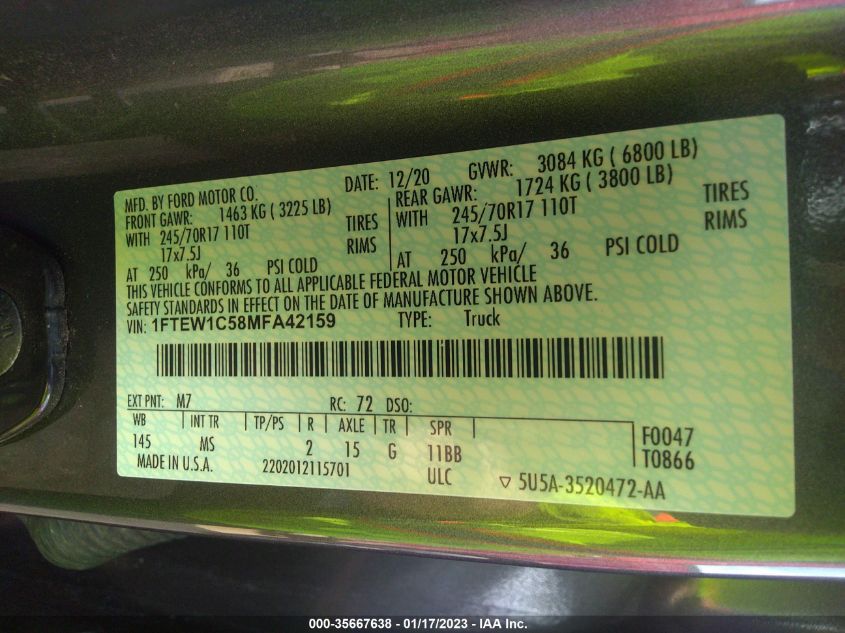 MFD. BY FORD MOTOR CO. DATE: 12/20 GVWR: 3084 KG ( 6800 LB)
FRONT GAWR: 1463 KG ( 3225 LB) REAR GAWR: 1724 KG ( 3800 LB)
WITH 245/70R17 110T TIRES WITH 245/70R17 110T TIRES
17x7.5J RIMS 17x7.5J RIMS
AT 250 kPa/ 36 PSI COLD AT 250 kPa/ 36 PSI COLD
THIS VEHICLE CONFORMS TO ALL APPLICABLE FEDERAL MOTOR VEHICLE
SAFETY STANDARDS IN EFFECT ON THE DATE OF MANUFACTURE SHOWN ABOVE.
VIN: 1FTEW1C58MFA42159 TYPE: Truck
EXT PNT: M7 RC: 72 DSO:
WB INT TR TP/PS R AXLE TR SPR
145 MS 2 15 G 11BB F0047
T0866
MADE IN U.S.A. 2202012115701 ULC ▽ 5U5A-3520472-AA
000-35667638 - 01/17/2023 - IAA Inc.